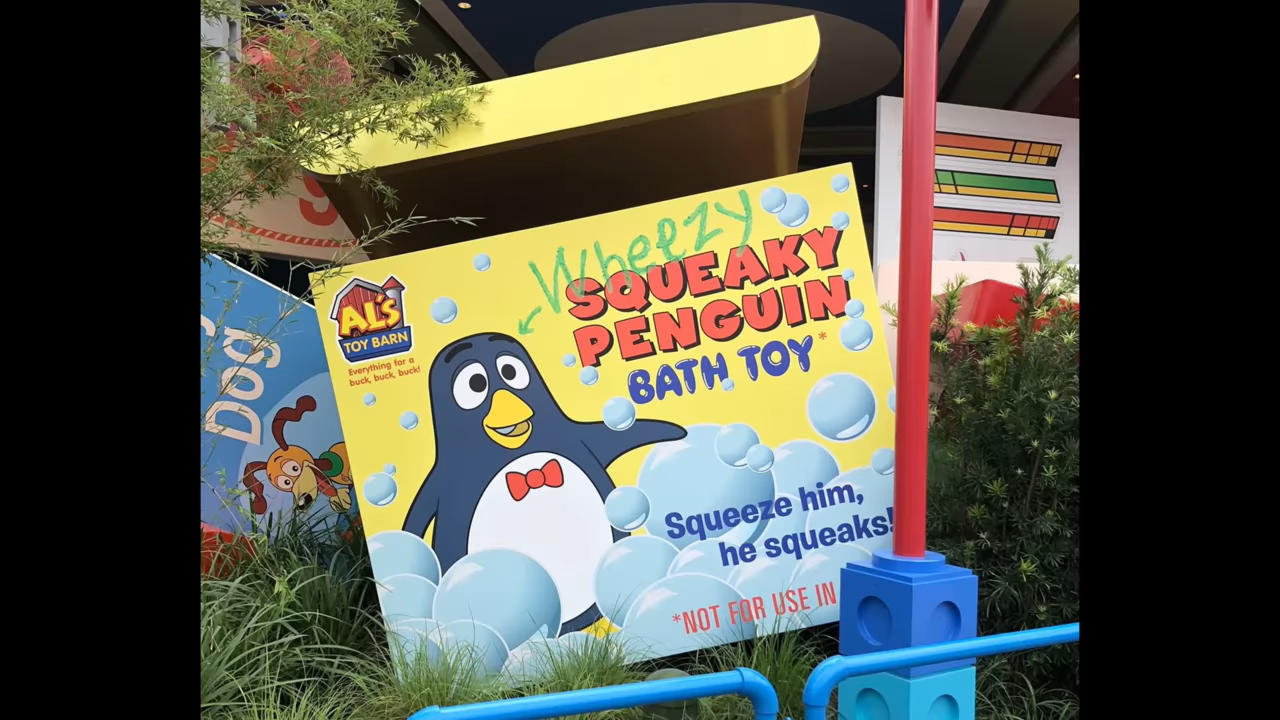 Wheezy
SQUEAKY
PENGUIN
BATH TOY*
AL'S
TOY BARN
Everything for a
buck, buck, buck!
Dog
Squeeze him,
he squeaks!
*NOT FOR USE IN
9